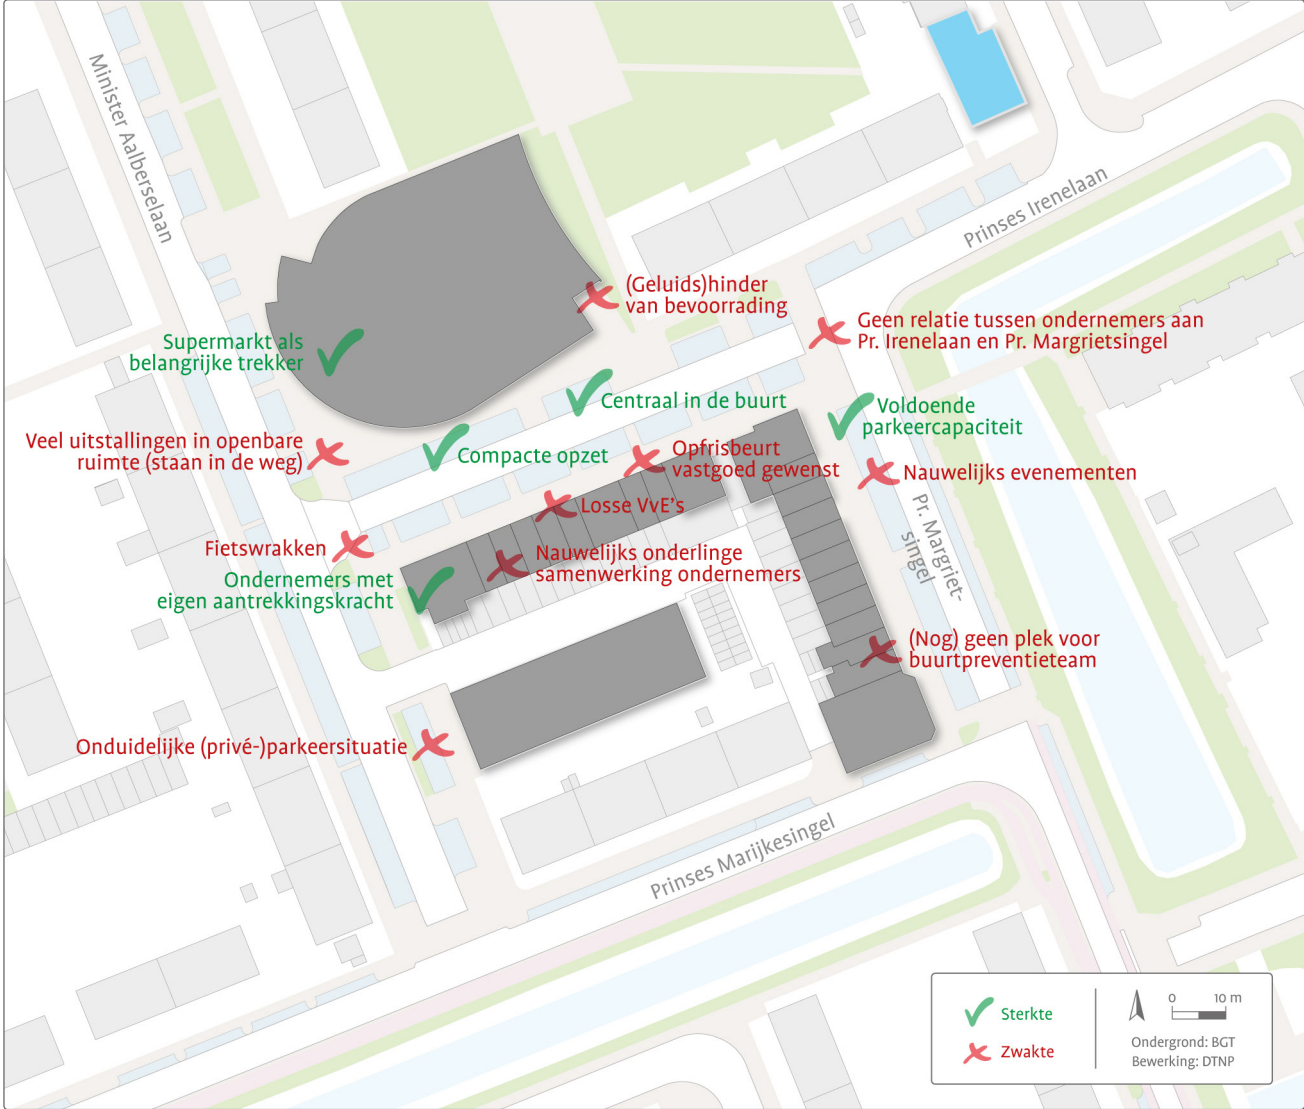 Minister Aalberselaan
Prinses Irenelaan
(Geluids)hinder
van bevoorrading
Geen relatie tussen ondernemers aan
Pr. Irenelaan en Pr. Margrietsingel
Supermarkt als
belangrijke trekker
Centraal in de buurt
Voldoende
parkeercapaciteit
Veel uitstallingen in openbare
ruimte (staan in de weg)
Compacte opzet
Opfrisbeurt
vastgoed gewenst
Nauwelijks evenementen
Losse VvE's
Pr. Margriet-
singel
Fietswrakken
Nauwelijks onderlinge
samenwerking ondernemers
Ondernemers met
eigen aantrekkingskracht
(Nog) geen plek voor
buurtpreventieteam
Onduidelijke (privé-)parkeersituatie
Prinses Marijkesingel
Sterkte
Zwakte
0 10 m
Ondergrond: BGT
Bewerking: DTNP